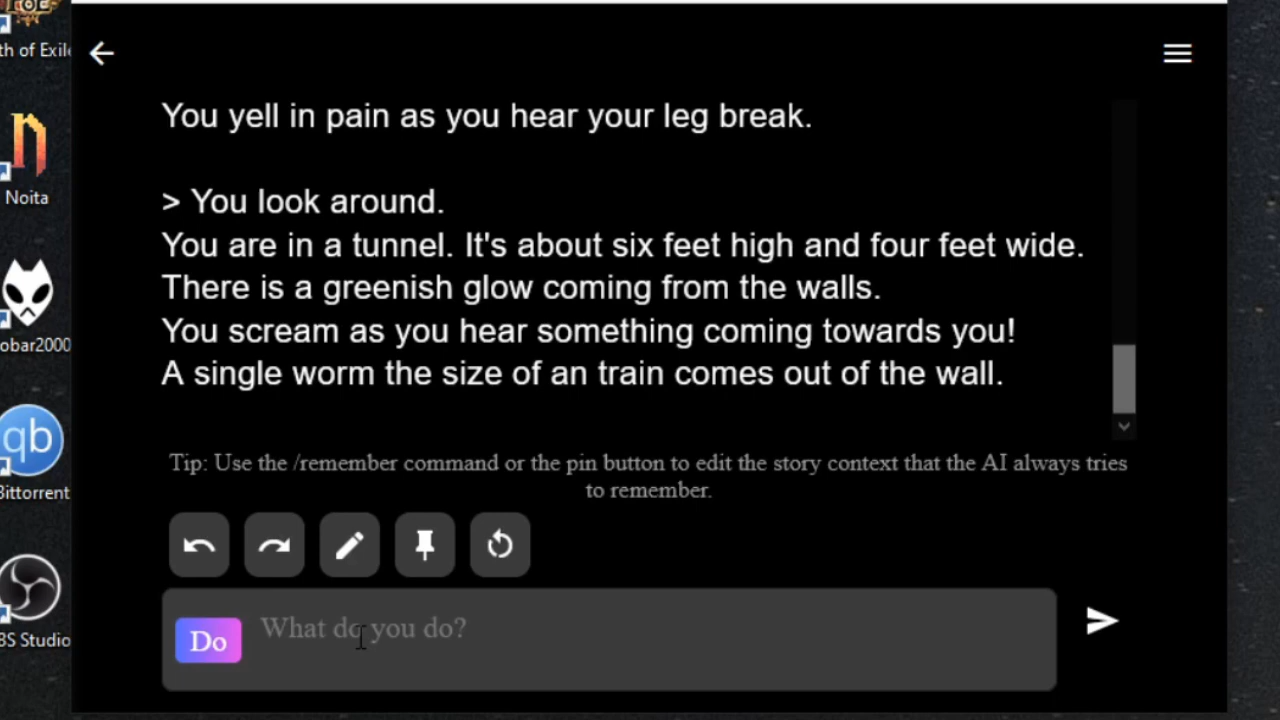 th of Exile
You yell in pain as you hear your leg break.
> You look around.
You are in a tunnel. It's about six feet high and four feet wide.
There is a greenish glow coming from the walls.
You scream as you hear something coming towards you!
A single worm the size of an train comes out of the wall.
Noita
obar2000
qb
Bittorrent
BS Studio
Tip: Use the /remember command or the pin button to edit the story context that the AI always tries
to remember.
Do
What do you do?